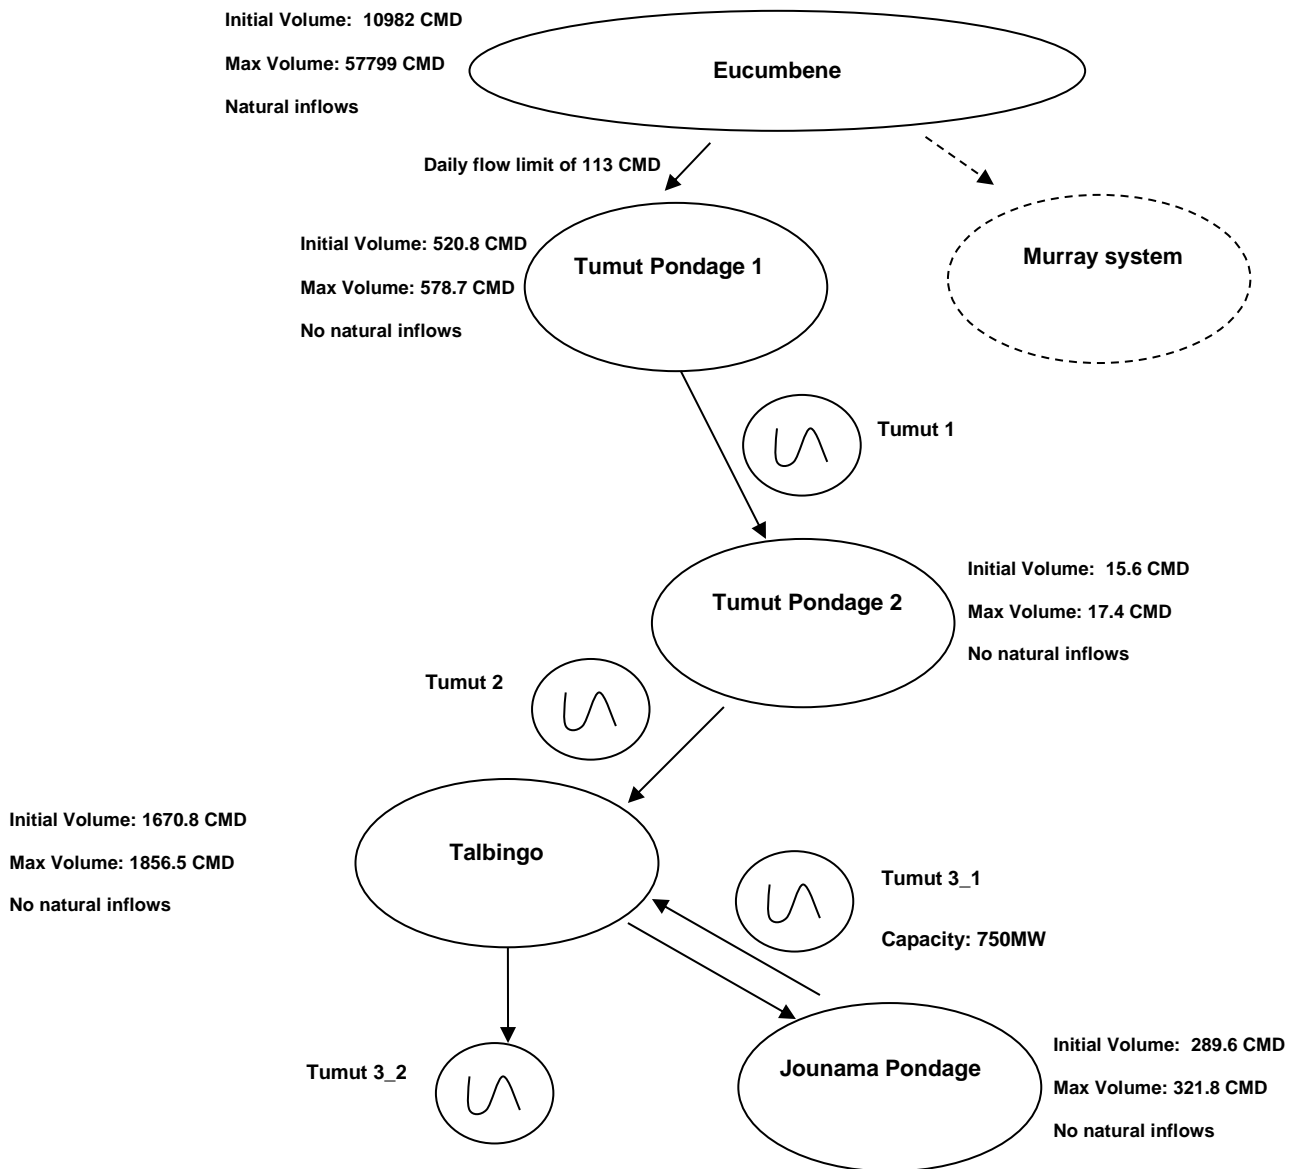 Initial Volume: 10982 CMD
Max Volume: 57799 CMD
Natural inflows
Eucumbene
Daily flow limit of 113 CMD
Initial Volume: 520.8 CMD
Max Volume: 578.7 CMD
No natural inflows
Tumut Pondage 1
Murray system
Tumut 1
Tumut Pondage 2
Initial Volume: 15.6 CMD
Max Volume: 17.4 CMD
No natural inflows
Tumut 2
Initial Volume: 1670.8 CMD
Max Volume: 1856.5 CMD
No natural inflows
Talbingo
Tumut 3_1
Capacity: 750MW
Tumut 3_2
Jounama Pondage
Initial Volume: 289.6 CMD
Max Volume: 321.8 CMD
No natural inflows